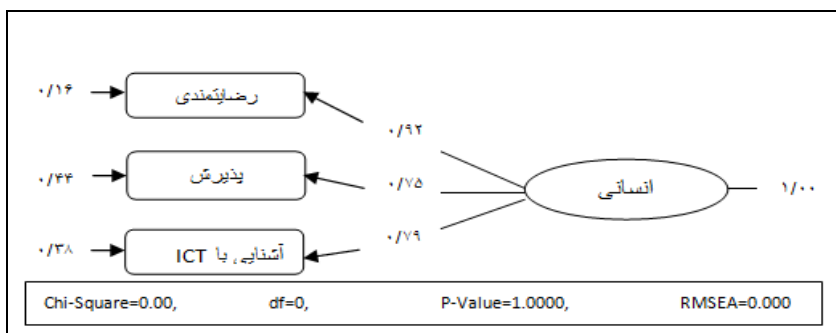 ۰/۱۶ رضایتمندی
۰/۹۲
۰/۴۴ پذیرش ۰/۷۵ انسانی ۱/۰۰
۰/۳۸ آشنایی با ICT ۰/۷۹
Chi-Square=0.00, df=0, P-Value=1.0000, RMSEA=0.000